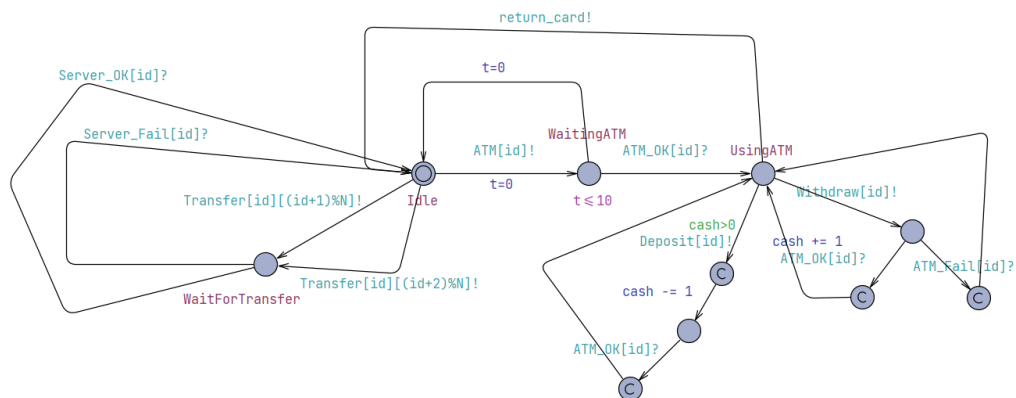 return_card!
Server_OK[id]?
t=0
Server_Fail[id]?
WaitingATM
ATM[id]!
ATM_OK[id]?
UsingATM
t=0
Idle
Transfer[id][(id+1)%N]!
t<=10
Withdraw[id]!
cash>0
Deposit[id]!
cash += 1
ATM_OK[id]?
ATM_Fail[id]?
C
Transfer[id][(id+2)%N]!
WaitForTransfer
cash -= 1
C
C
ATM_OK[id]?
C